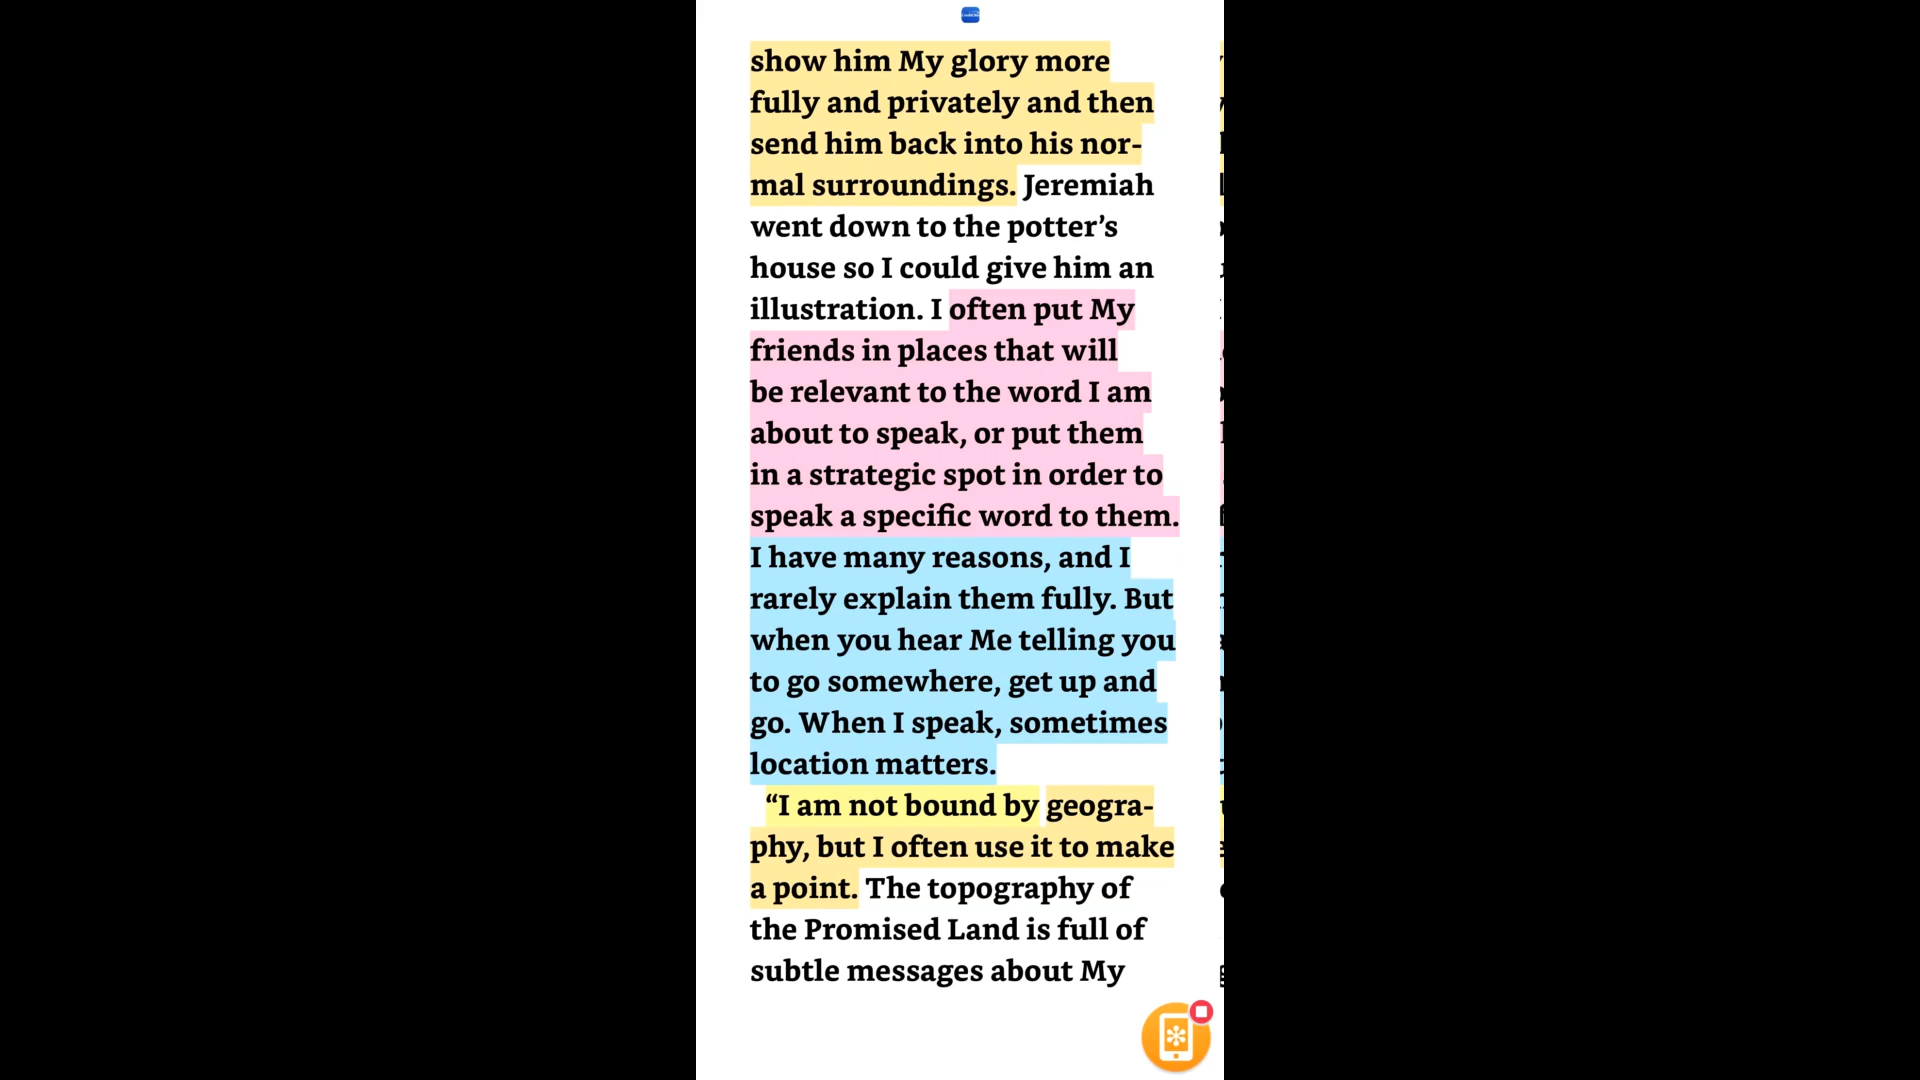 show him My glory more
fully and privately and then
send him back into his nor-
mal surroundings. Jeremiah
went down to the potter’s
house so I could give him an
illustration. I often put My
friends in places that will
be relevant to the word I am
about to speak, or put them
in a strategic spot in order to
speak a specific word to them.
I have many reasons, and I
rarely explain them fully. But
when you hear Me telling you
to go somewhere, get up and
go. When I speak, sometimes
location matters.
“I am not bound by geogra-
phy, but I often use it to make
a point. The topography of
the Promised Land is full of
subtle messages about My